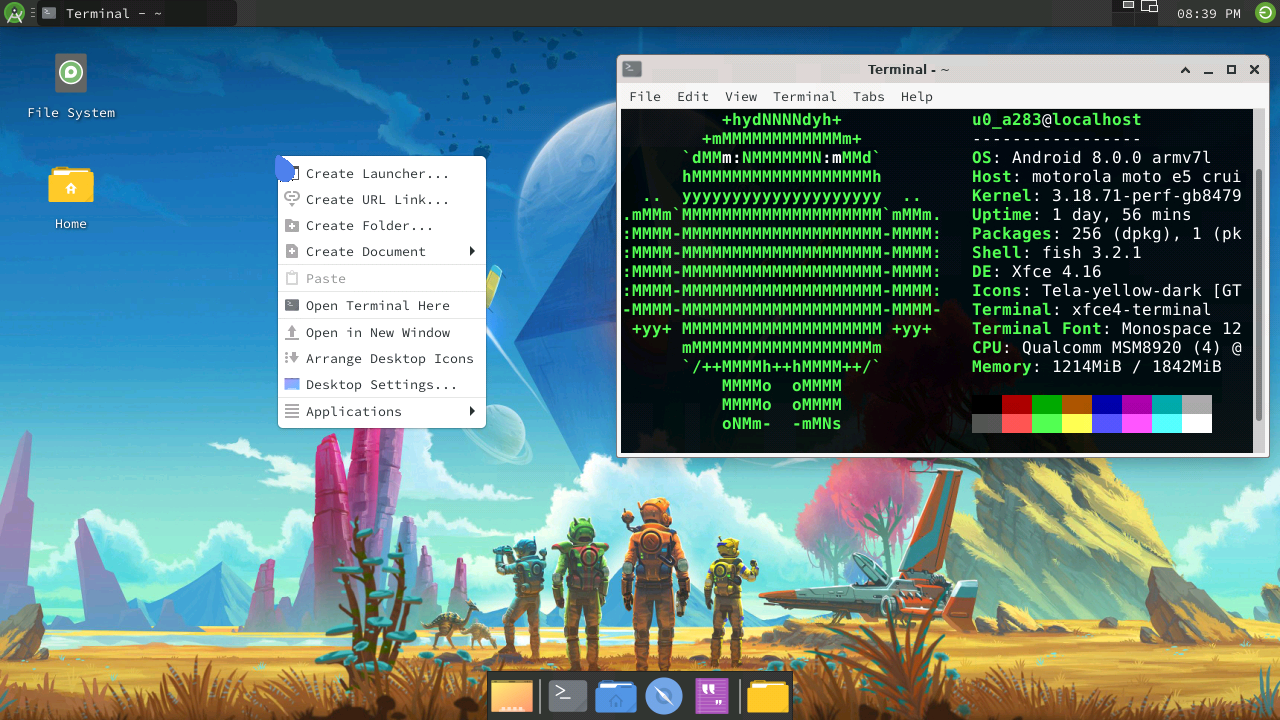 Terminal - ~
08:39 PM
File System
Home
Create Launcher...
Create URL Link...
Create Folder...
Create Document
Paste
Open Terminal Here
Open in New Window
Arrange Desktop Icons
Desktop Settings...
Applications
Terminal - ~
File Edit View Terminal Tabs Help
+hydNNNNdyh+
+mMMMMMMMMMMMMm+
`dMMm:NMMMMMMN:mMMd`
hMMMMMMMMMMMMMMMMMMh
.. yyyyyyyyyyyyyyyyyyyy ..
.mMMm`MMMMMMMMMMMMMMMMMMMM`mMMm.
:MMMM-MMMMMMMMMMMMMMMMMMMM-MMMM:
:MMMM-MMMMMMMMMMMMMMMMMMMM-MMMM:
:MMMM-MMMMMMMMMMMMMMMMMMMM-MMMM:
:MMMM-MMMMMMMMMMMMMMMMMMMM-MMMM:
-MMMM-MMMMMMMMMMMMMMMMMMMM-MMMM-
+yy+ MMMMMMMMMMMMMMMMMMMM +yy+
mMMMMMMMMMMMMMMMMMMm
`/++MMMMh++hMMMM++/`
MMMMo oMMMM
MMMMo oMMMM
oNMm- -mMNs
u0_a283@localhost
-----------------
OS: Android 8.0.0 armv7l
Host: motorola moto e5 crui
Kernel: 3.18.71-perf-gb8479
Uptime: 1 day, 56 mins
Packages: 256 (dpkg), 1 (pk
Shell: fish 3.2.1
DE: Xfce 4.16
Icons: Tela-yellow-dark [GT
Terminal: xfce4-terminal
Terminal Font: Monospace 12
CPU: Qualcomm MSM8920 (4) @
Memory: 1214MiB / 1842MiB